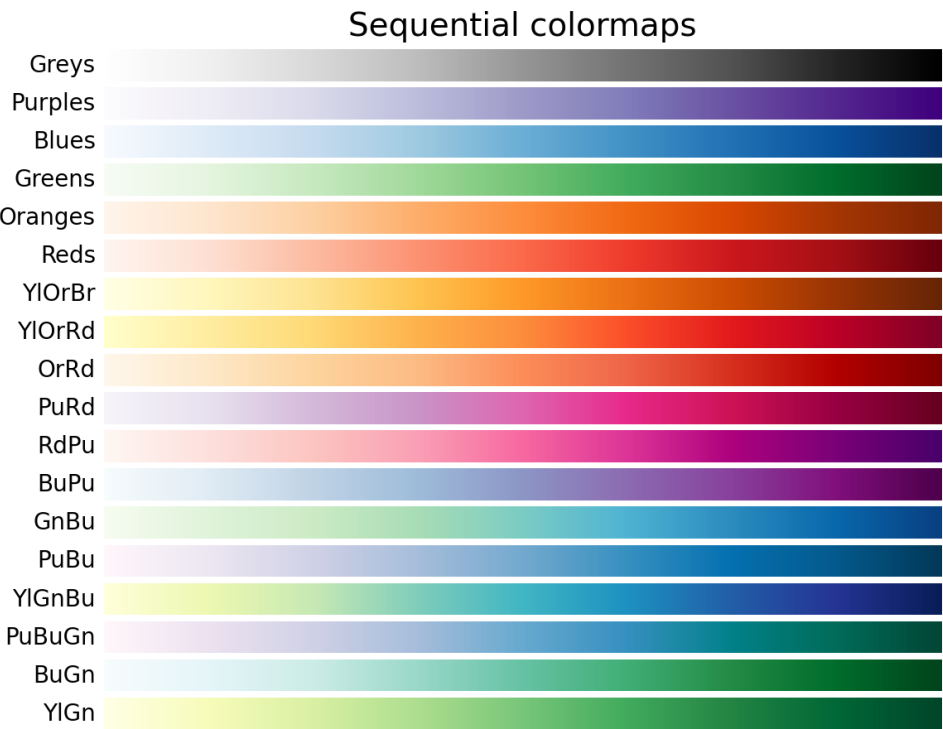 Sequential colormaps
Greys
Purples
Blues
Greens
Oranges
Reds
YlOrBr
YlOrRd
OrRd
PuRd
RdPu
BuPu
GnBu
PuBu
YlGnBu
PuBuGn
BuGn
YlGn